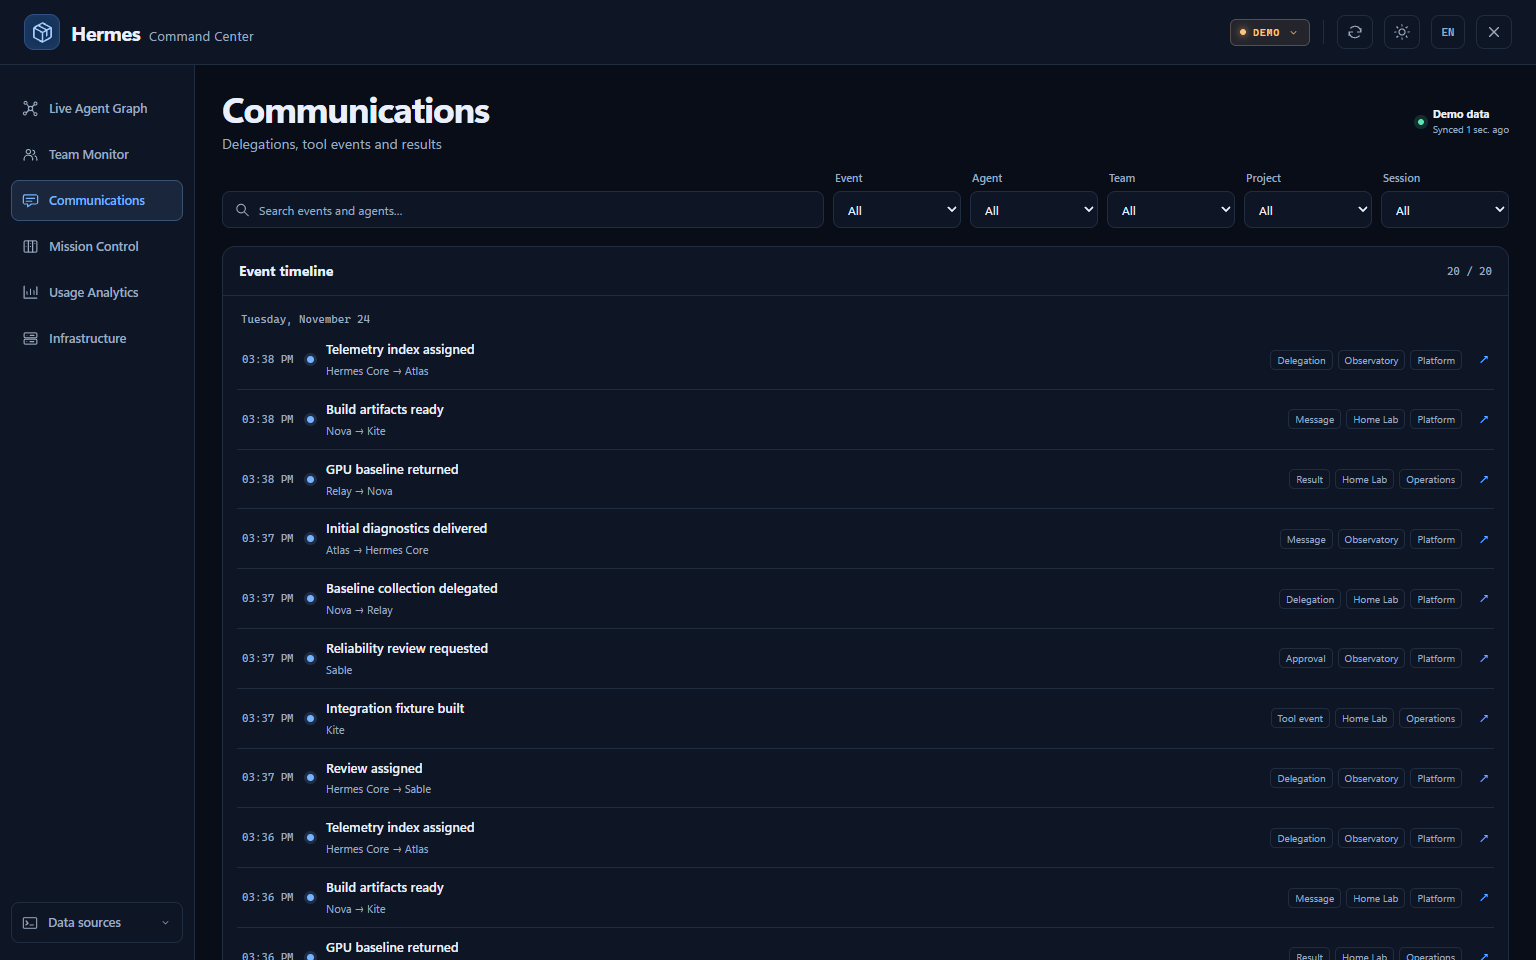 Hermes Command Center
DEMO
EN
Live Agent Graph
Team Monitor
Communications
Mission Control
Usage Analytics
Infrastructure
Data sources
Communications
Delegations, tool events and results
Demo data
Synced 1 sec. ago
Search events and agents...
Event
All
Agent
All
Team
All
Project
All
Session
All
Event timeline
20 / 20
Tuesday, November 24
03:38 PM
Telemetry index assigned
Hermes Core → Atlas
Delegation Observatory Platform ↗
03:38 PM
Build artifacts ready
Nova → Kite
Message Home Lab Platform ↗
03:38 PM
GPU baseline returned
Relay → Nova
Result Home Lab Operations ↗
03:37 PM
Initial diagnostics delivered
Atlas → Hermes Core
Message Observatory Platform ↗
03:37 PM
Baseline collection delegated
Nova → Relay
Delegation Home Lab Platform ↗
03:37 PM
Reliability review requested
Sable
Approval Observatory Platform ↗
03:37 PM
Integration fixture built
Kite
Tool event Home Lab Operations ↗
03:37 PM
Review assigned
Hermes Core → Sable
Delegation Observatory Platform ↗
03:36 PM
Telemetry index assigned
Hermes Core → Atlas
Delegation Observatory Platform ↗
03:36 PM
Build artifacts ready
Nova → Kite
Message Home Lab Platform ↗
03:36 PM
GPU baseline returned
Result Home Lab Operations ↗